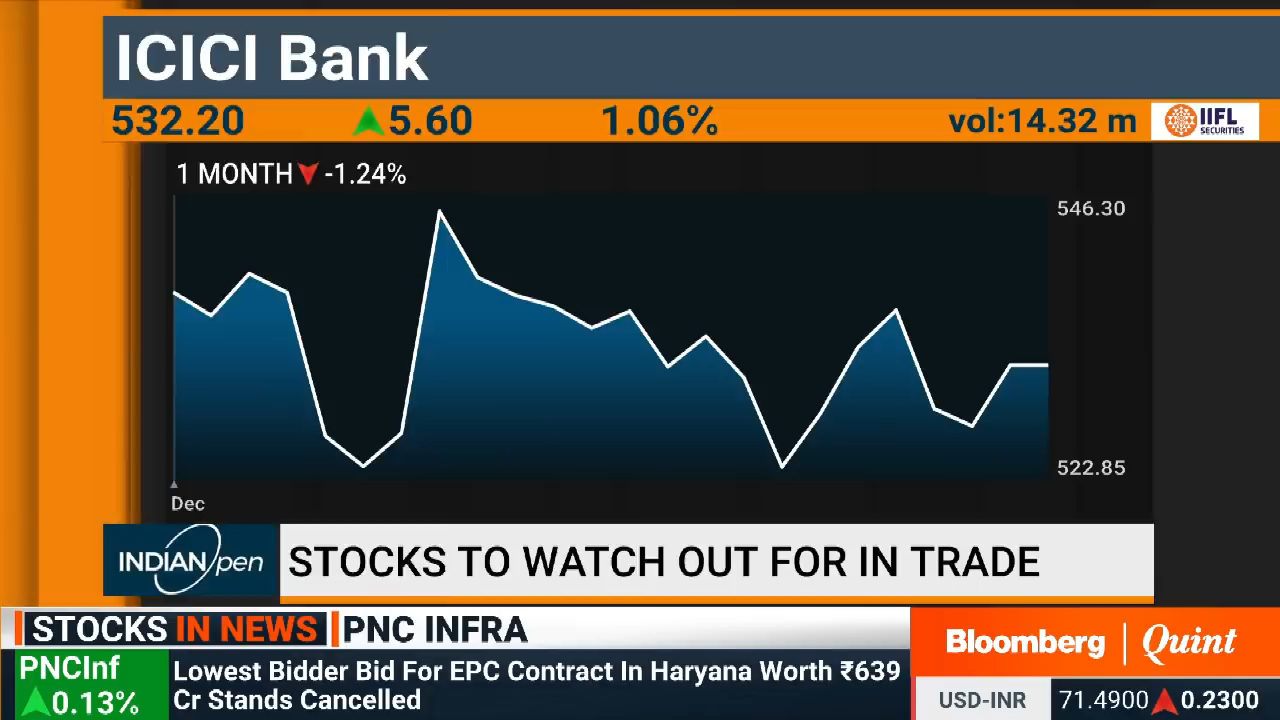 ICICI Bank
532.20 5.60 1.06% vol:14.32 m IIFL SECURITIES
1 MONTH -1.24%
546.30
522.85
Dec
INDIAN Open STOCKS TO WATCH OUT FOR IN TRADE
STOCKS IN NEWS PNC INFRA
Bloomberg | Quint
PNCInf Lowest Bidder Bid For EPC Contract In Haryana Worth ₹639
0.13% Cr Stands Cancelled
USD-INR 71.4900 0.2300